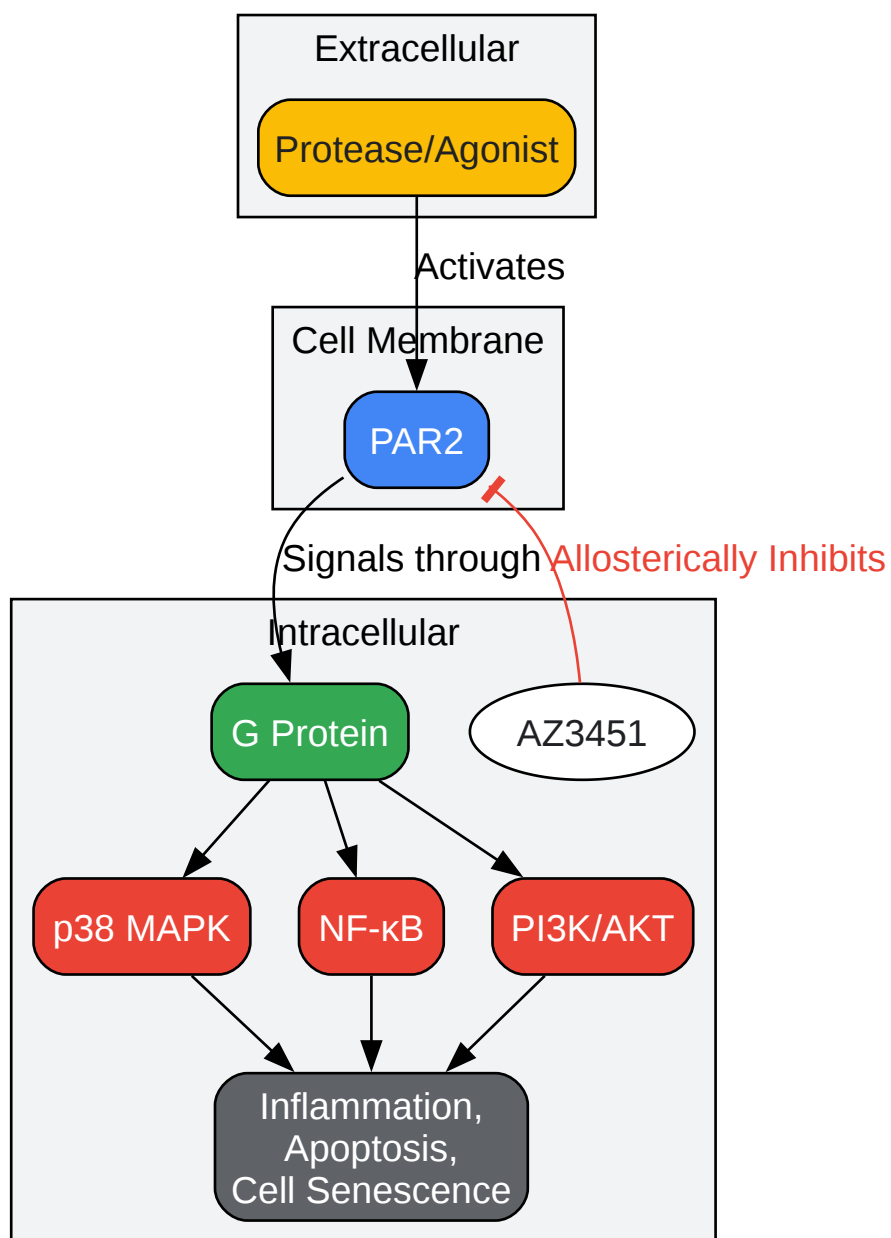 Extracellular
Protease/Agonist
Activates
Cell Membrane
PAR2
Signals through
Allosterically Inhibits
Intracellular
G Protein
AZ3451
p38 MAPK
NF-κB
PI3K/AKT
Inflammation,
Apoptosis,
Cell Senescence